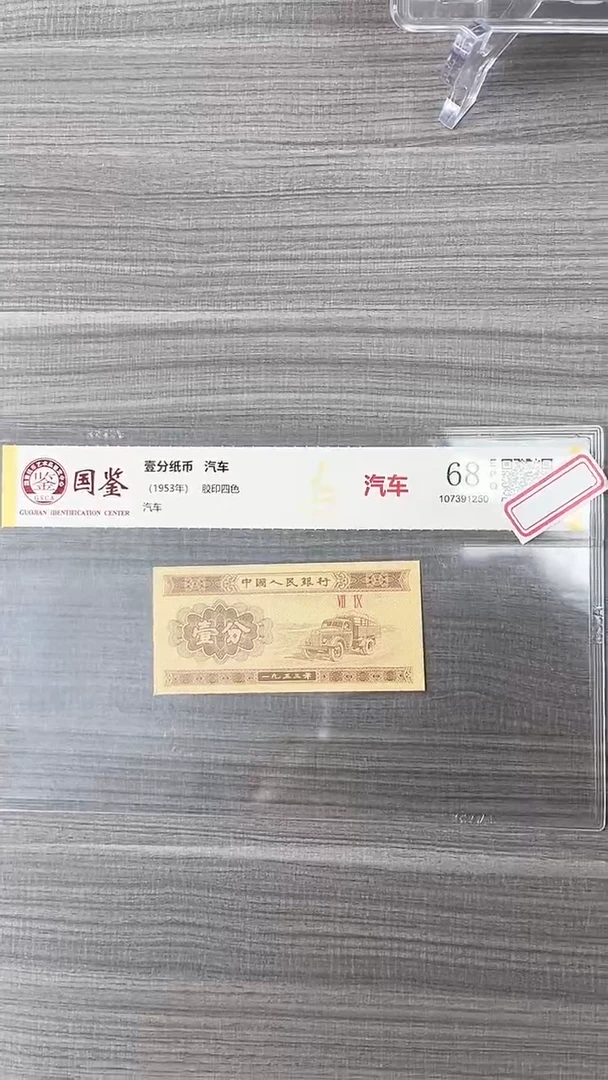 国鉴
GSCA
GUOJIAN IDENTIFICATION CENTER
壹分纸币 汽车
（1953年） 胶印四色
汽车
汽车
68
EPQ
107391250
中國人民銀行
VII IX
壹分
一九五三年